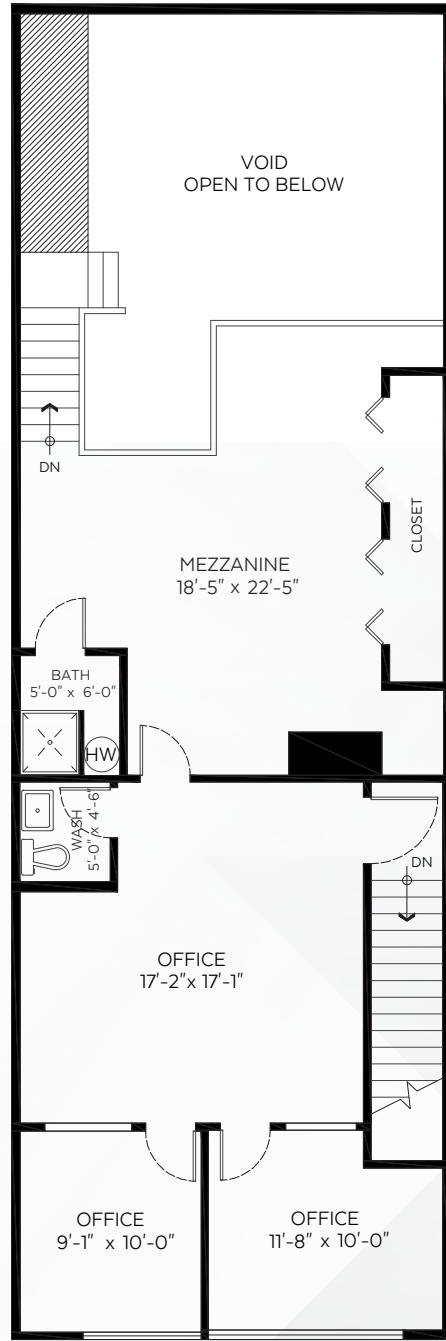 VOID
OPEN TO BELOW
DN
CLOSET
MEZZANINE
18'-5" x 22'-5"
BATH
5'-0" x 6'-0"
HW
WASH
5'-0" x 4'-6"
DN
OFFICE
17'-2"x 17'-1"
OFFICE
9'-1" x 10'-0"
OFFICE
11'-8" x 10'-0"